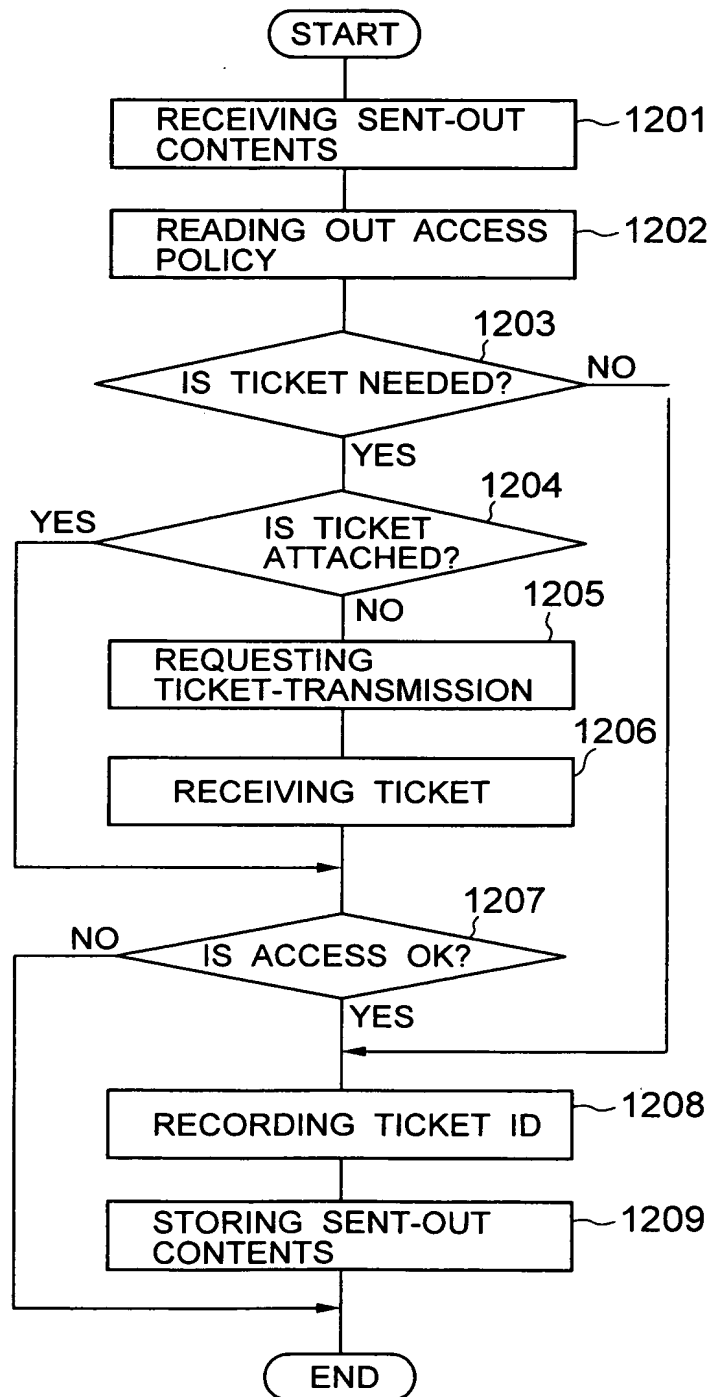 START
RECEIVING SENT-OUT
CONTENTS
1201
READING OUT ACCESS
POLICY
1202
1203
IS TICKET NEEDED?
NO
YES
1204
YES
IS TICKET
ATTACHED?
NO
1205
REQUESTING
TICKET-TRANSMISSION
1206
RECEIVING TICKET
1207
NO
IS ACCESS OK?
YES
RECORDING TICKET ID
1208
STORING SENT-OUT
CONTENTS
1209
END